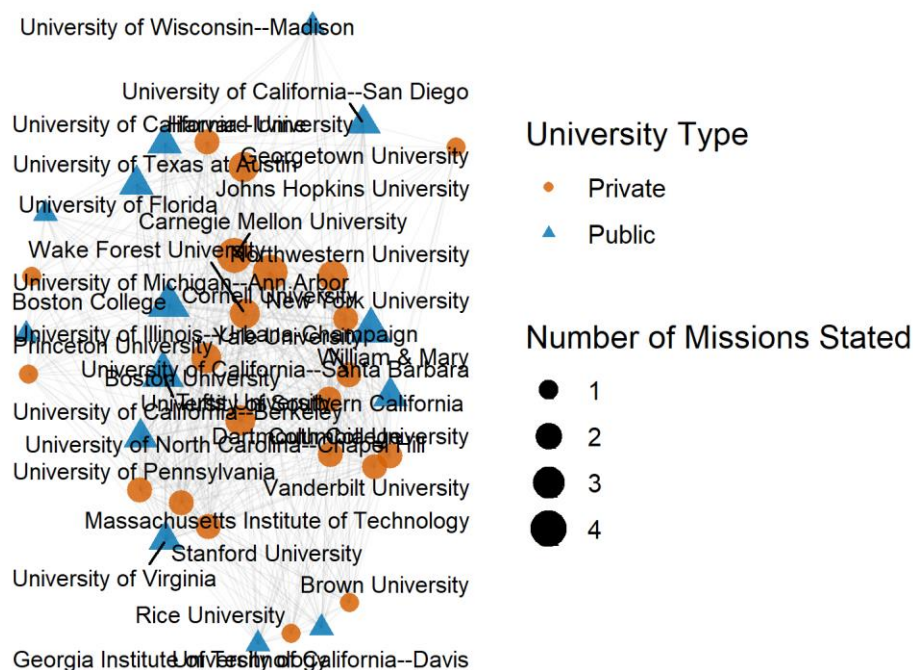 University of Wisconsin--Madison
University of California--San Diego
University of California--Irvine
Harvard University
Georgetown University
University of Texas at Austin
Johns Hopkins University
University of Florida
Carnegie Mellon University
Wake Forest University
Northwestern University
University of Michigan--Ann Arbor
Boston College
Cornell University
New York University
University of Illinois--Urbana-Champaign
Princeton University
Yale University
William & Mary
University of California--Santa Barbara
Boston University
Tufts University
University of Southern California
University of California--Berkeley
Dartmouth College
Columbia University
University of North Carolina--Chapel Hill
University of Pennsylvania
Vanderbilt University
Massachusetts Institute of Technology
Stanford University
University of Virginia
Brown University
Rice University
Georgia Institute of Technology
University of California--Davis
University Type
Private
Public
Number of Missions Stated
1
2
3
4